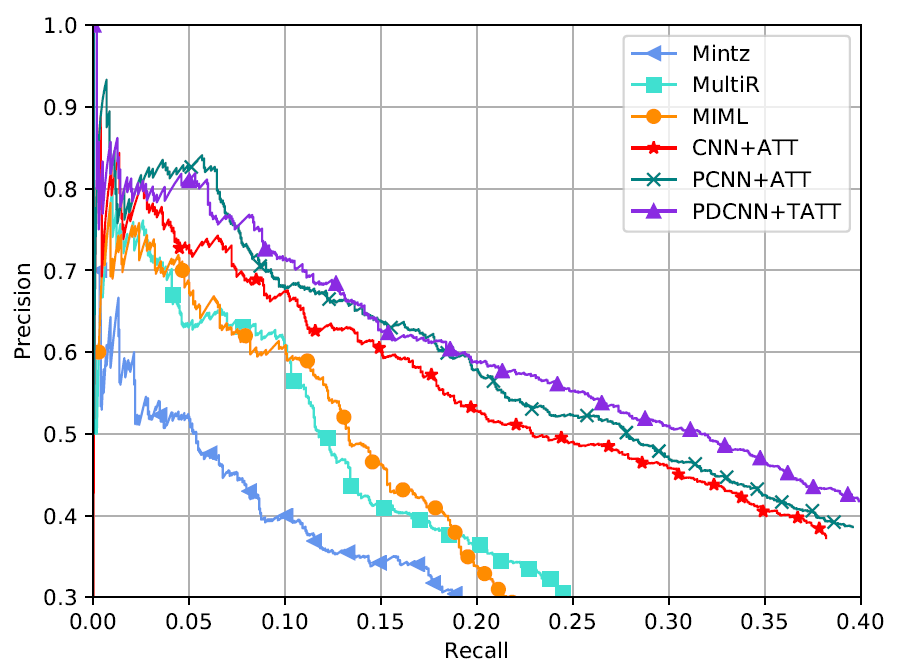 1.0
0.9
0.8
0.7
0.6
0.5
0.4
0.3
Precision
0.00 0.05 0.10 0.15 0.20 0.25 0.30 0.35 0.40
Recall
Mintz
MultiR
MIML
CNN+ATT
PCNN+ATT
PDCNN+TATT